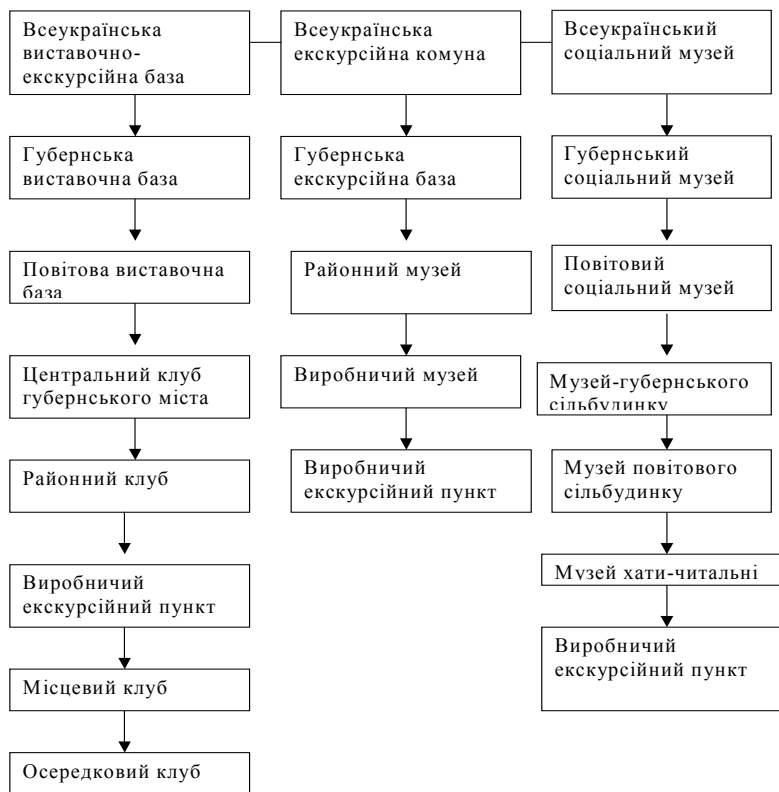 Всеукраїнська
виставочно-
екскурсійна база
Всеукраїнська
екскурсійна комуна
Всеукраїнський
соціальний музей
Губернська
виставочна база
Губернська
екскурсійна база
Губернський
соціальний музей
Повітова виставочна
база
Районний музей
Повітовий
соціальний музей
Центральний клуб
губернського міста
Виробничий музей
Музей-губернського
сільбудинку
Районний клуб
Виробничий
екскурсійний пункт
Музей повітового
сільбудинку
Виробничий
екскурсійний пункт
Музей хати-читальні
Місцевий клуб
Виробничий
екскурсійний пункт
Осередковий клуб